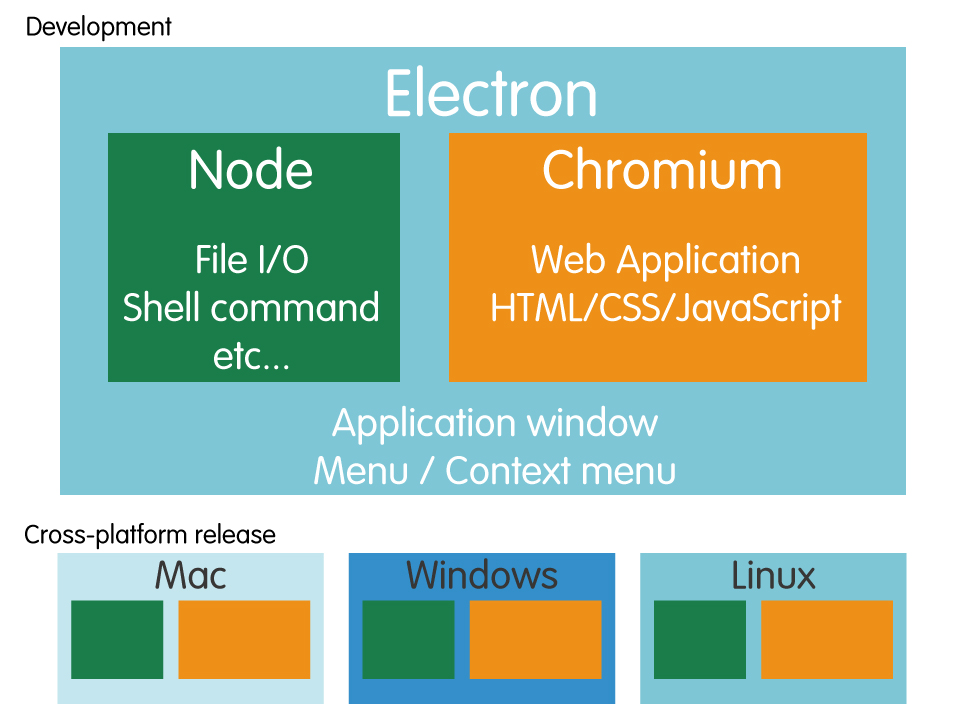 Development
Electron
Node
File I/O
Shell command
etc...
Chromium
Web Application
HTML/CSS/JavaScript
Application window
Menu / Context menu
Cross-platform release
Mac
Windows
Linux